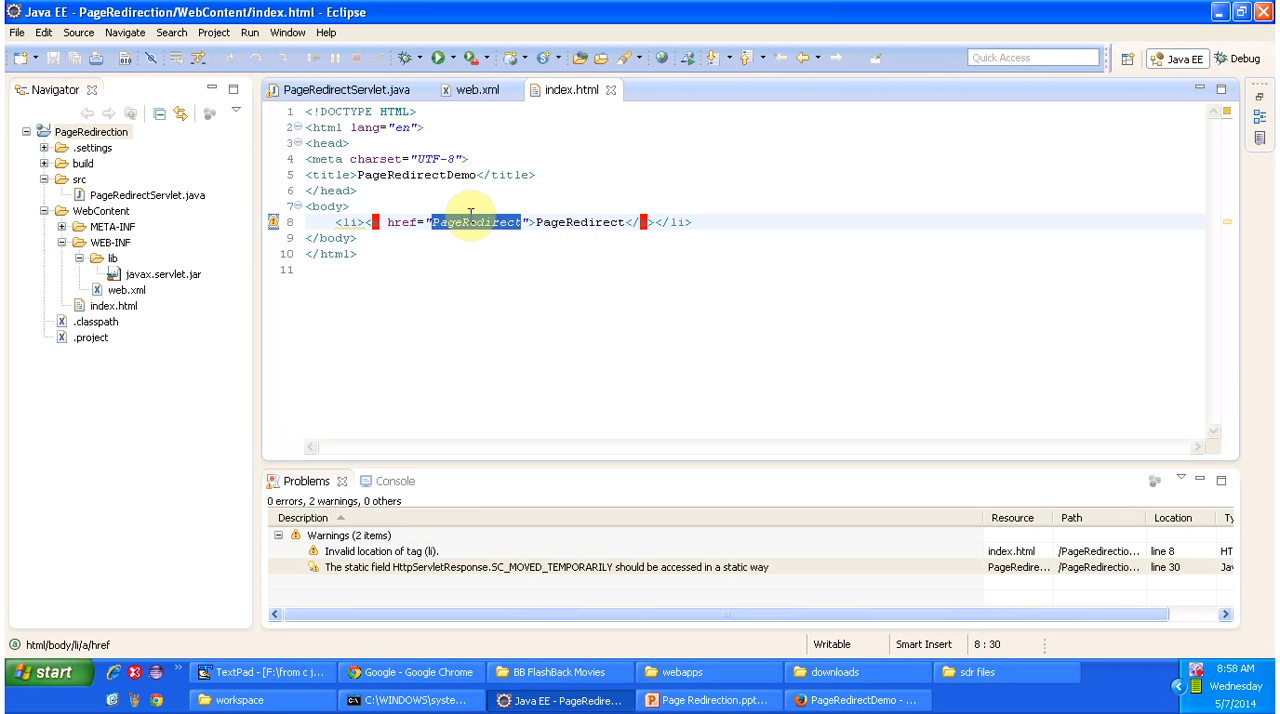 Java EE - PageRedirection/WebContent/index.html - Eclipse
File Edit Source Navigate Search Project Run Window Help
Quick Access Java EE Debug
Navigator
PageRedirection
.settings
build
src
PageRedirectServlet.java
WebContent
META-INF
WEB-INF
lib
javax.servlet.jar
web.xml
index.html
.classpath
.project
PageRedirectServlet.java web.xml index.html
1 <!DOCTYPE HTML>
2 <html lang="en">
3 <head>
4 <meta charset="UTF-8">
5 <title>PageRedirectDemo</title>
6 </head>
7 <body>
8 <li>< href="PageRedirect">PageRedirect</ ></li>
9 </body>
10 </html>
11
Problems Console
0 errors, 2 warnings, 0 others
Description Resource Path Location Ty
Warnings (2 items)
Invalid location of tag (li). index.html /PageRedirectio... line 8 HT
The static field HttpServletResponse.SC_MOVED_TEMPORARILY should be accessed in a static way PageRedire... /PageRedirectio... line 30 Jav
html/body/li/a/href Writable Smart Insert 8 : 30
start TextPad - [F:\from c j... Google - Google Chrome BB FlashBack Movies webapps downloads sdr files 8:58 AM
Wednesday
workspace C:\WINDOWS\syste... Java EE - PageRedire... Page Redirection.ppt... PageRedirectDemo - ... 5/7/2014